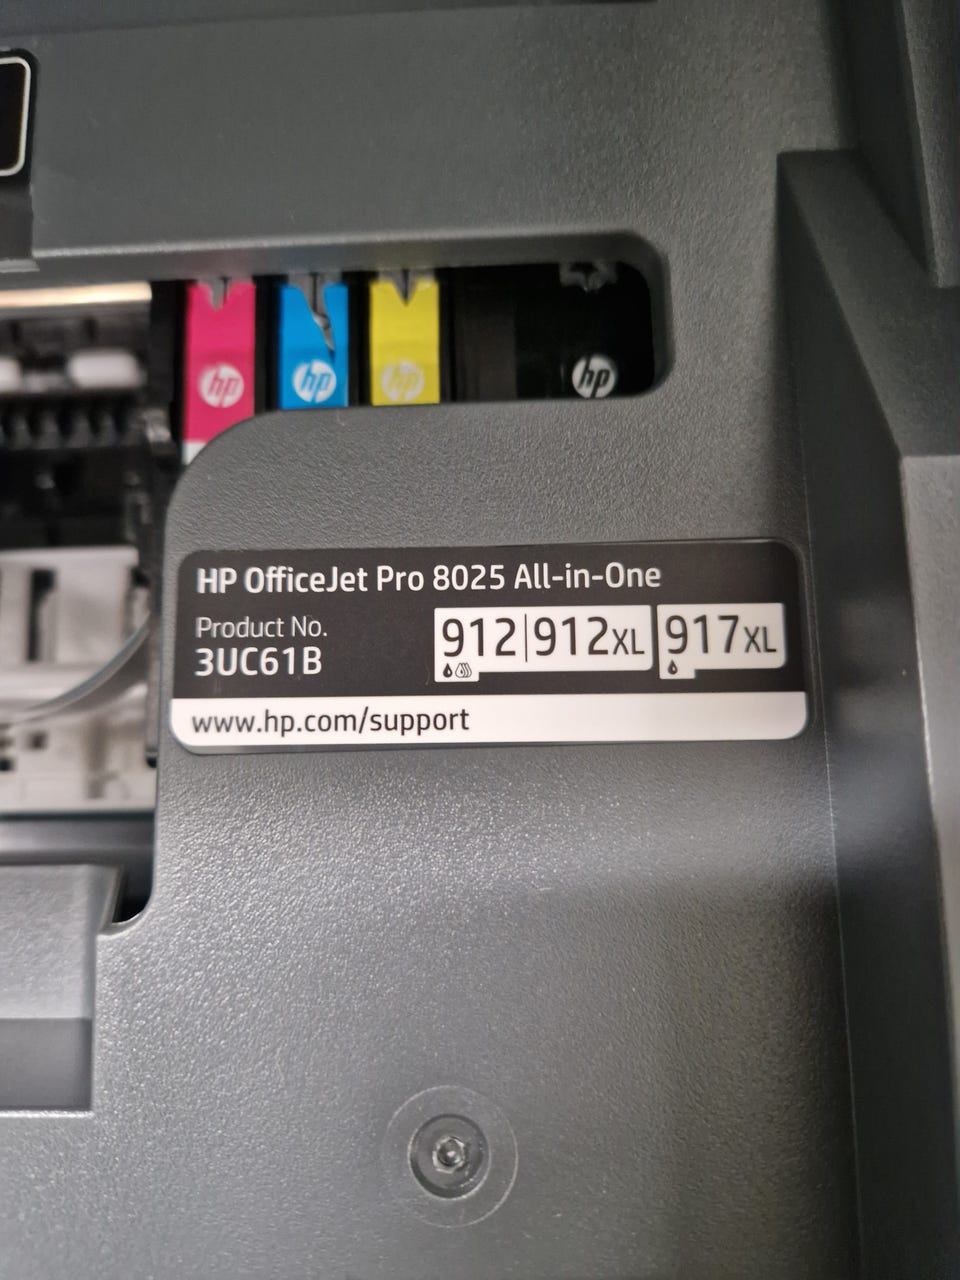 hp hp hp hp
HP OfficeJet Pro 8025 All-in-One
Product No.
3UC61B
912 | 912XL 917XL
www.hp.com/support